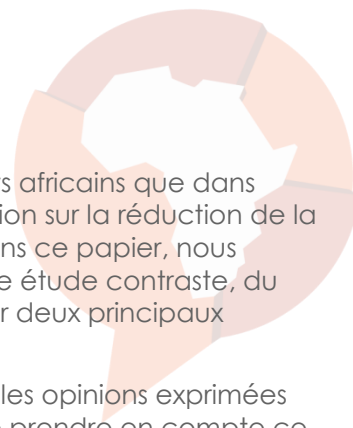 s africains que dans
ion sur la réduction de la
ns ce papier, nous
e étude contraste, du
r deux principaux
les opinions exprimées
prendre en compte ce